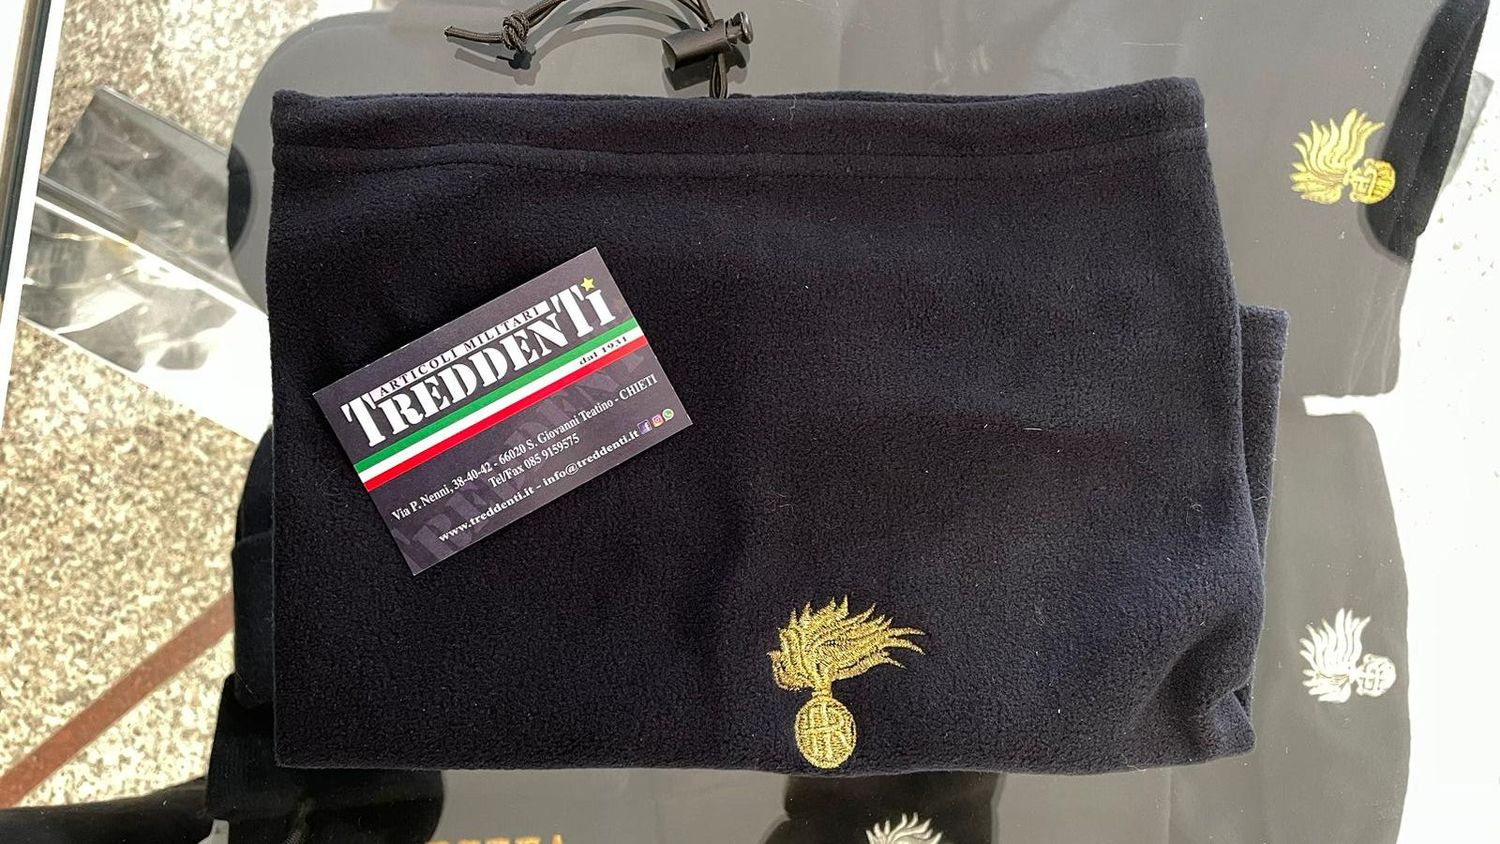 ARTICOLI MILITARI
TREDDENTI
dal 1931
Via P. Nenni, 38-40-42 - 66020 S. Giovanni Teatino - CHIETI
Tel/Fax 085 9159575
www.treddenti.it - info@treddenti.it